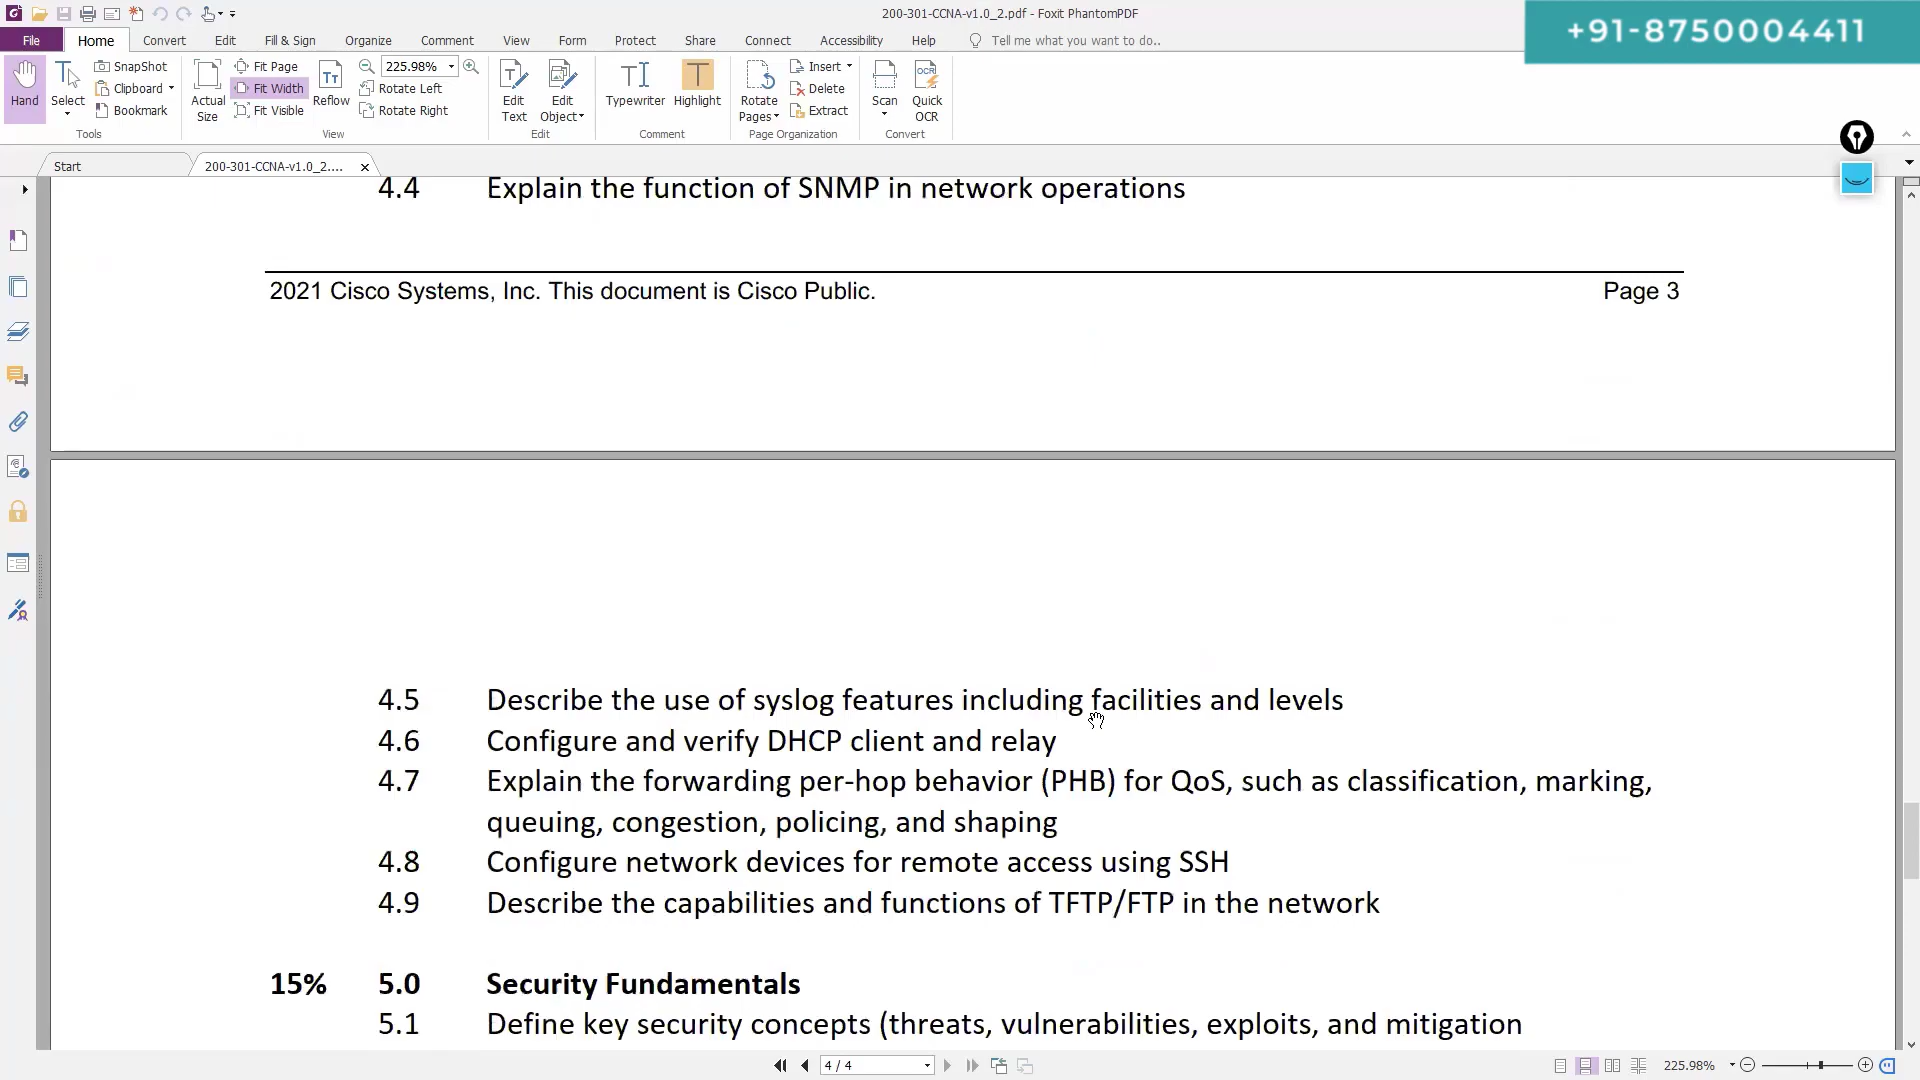 200-301-CCNA-v1.0_2.pdf - Foxit PhantomPDF
+91-8750004411
File Home Convert Edit Fill & Sign Organize Comment View Form Protect Share Connect Accessibility Help Tell me what you want to do..
Hand
Select
SnapShot
Clipboard
Bookmark
Tools
Actual Size
Fit Page
Fit Width
Fit Visible
Reflow
225.98%
Rotate Left
Rotate Right
View
Edit Text
Edit Object
Edit
Typewriter
Highlight
Comment
Rotate Pages
Insert
Delete
Extract
Page Organization
Scan
Quick OCR
Convert
Start
200-301-CCNA-v1.0_2....
4.4 Explain the function of SNMP in network operations
2021 Cisco Systems, Inc. This document is Cisco Public. Page 3
4.5 Describe the use of syslog features including facilities and levels
4.6 Configure and verify DHCP client and relay
4.7 Explain the forwarding per-hop behavior (PHB) for QoS, such as classification, marking,
queuing, congestion, policing, and shaping
4.8 Configure network devices for remote access using SSH
4.9 Describe the capabilities and functions of TFTP/FTP in the network
15% 5.0 Security Fundamentals
5.1 Define key security concepts (threats, vulnerabilities, exploits, and mitigation
4 / 4
225.98%